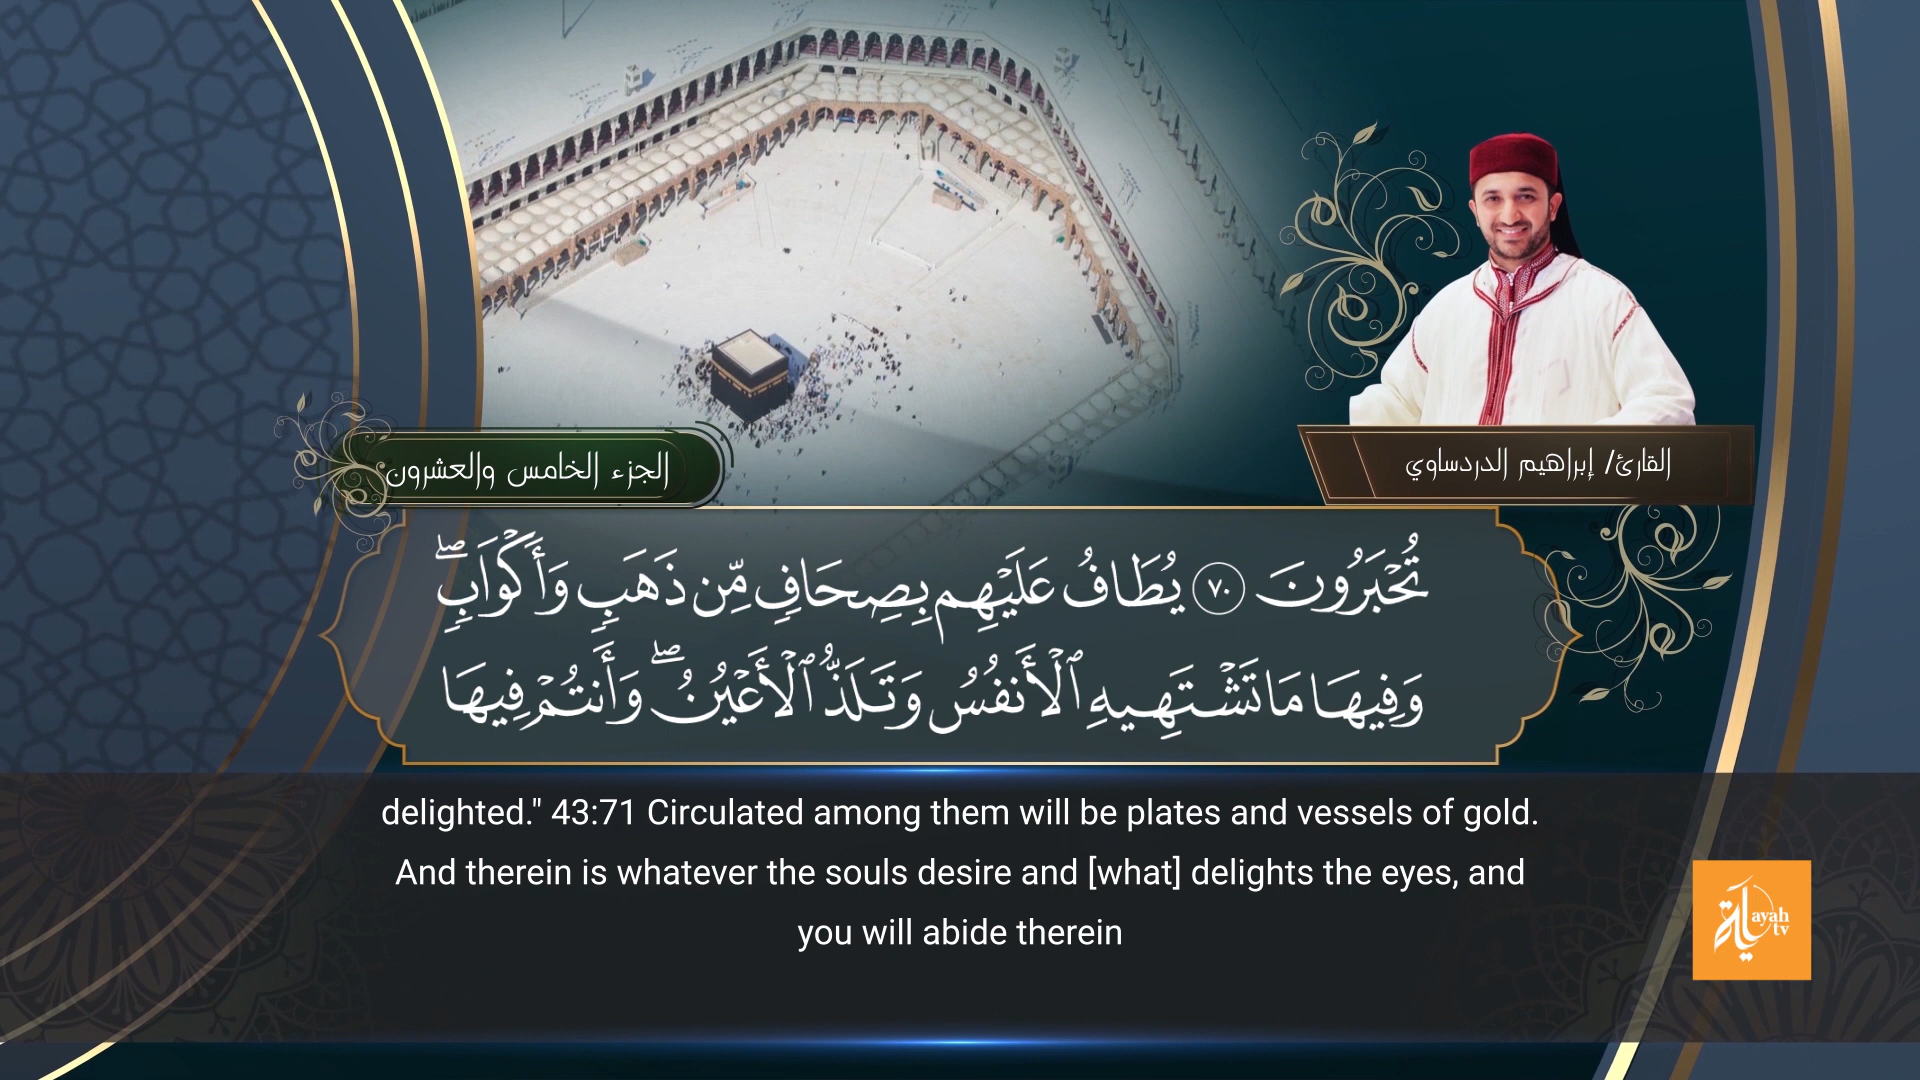 القارئ/ إبراهيم الدردساوي
الجزء الخامس والعشرون
تُحْبَرُونَ ٧٠ يُطَافُ عَلَيْهِم بِصِحَافٍ مِّن ذَهَبٍ وَأَكْوَابٍ ۖ
وَفِيهَا مَا تَشْتَهِيهِ ٱلْأَنفُسُ وَتَلَذُّ ٱلْأَعْيُنُ ۖ وَأَنتُمْ فِيهَا
delighted." 43:71 Circulated among them will be plates and vessels of gold.
And therein is whatever the souls desire and [what] delights the eyes, and
you will abide therein
آية
ayah
tv